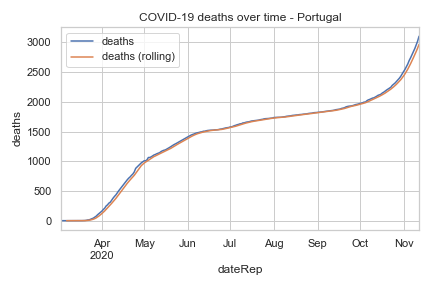 COVID-19 deaths over time - Portugal
deaths
deaths (rolling)
3000
2500
2000
1500
1000
500
0
deaths
Apr May Jun Jul Aug Sep Oct Nov
2020
dateRep